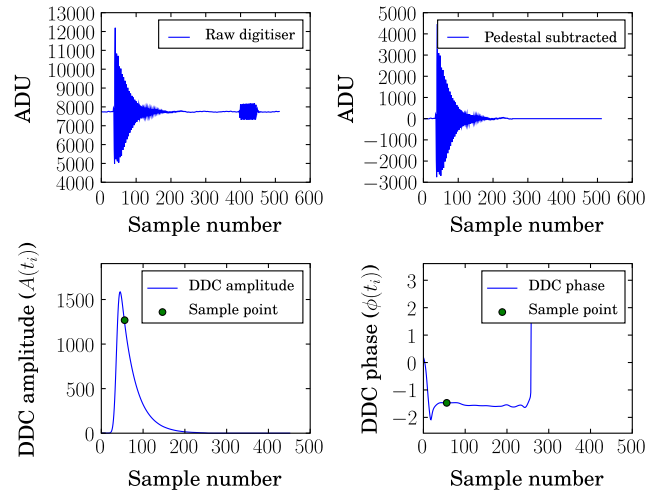 13000
12000
11000
10000
9000
8000
7000
6000
5000
4000
ADU
Raw digitiser
0 100 200 300 400 500 600
Sample number
5000
4000
3000
2000
1000
0
−1000
−2000
−3000
ADU
Pedestal subtracted
0 100 200 300 400 500 600
Sample number
1500
1000
500
0
DDC amplitude (A(t_i))
DDC amplitude
Sample point
0 100 200 300 400 500
Sample number
3
2
1
0
−1
−2
DDC phase (ϕ(t_i))
DDC phase
Sample point
0 100 200 300 400 500
Sample number